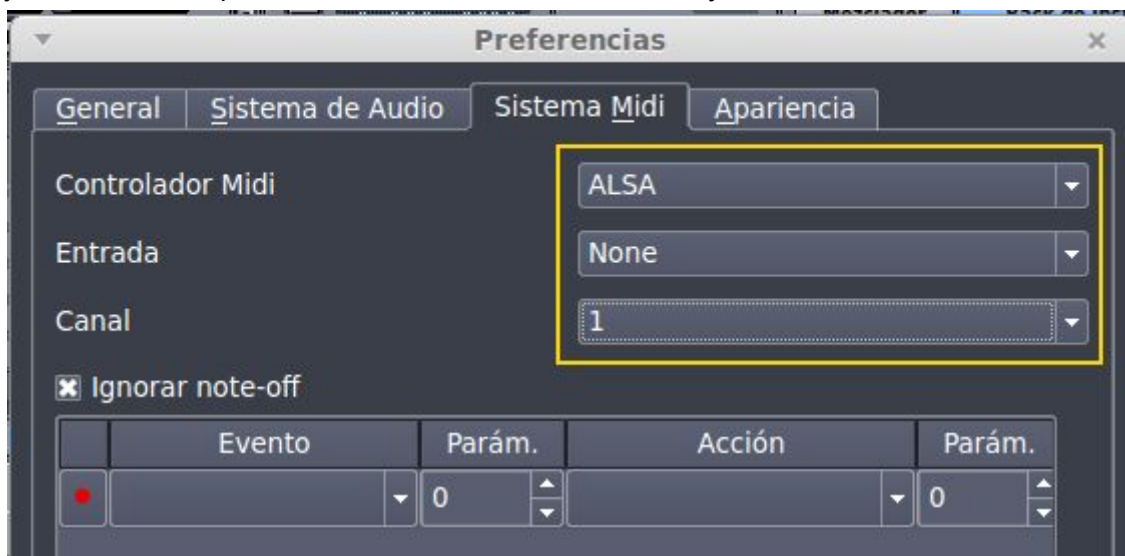 Mezclador
Preferencias
General Sistema de Audio Sistema Midi Apariencia
Controlador Midi ALSA
Entrada None
Canal 1
Ignorar note-off
Evento Parám. Acción Parám.
0 0